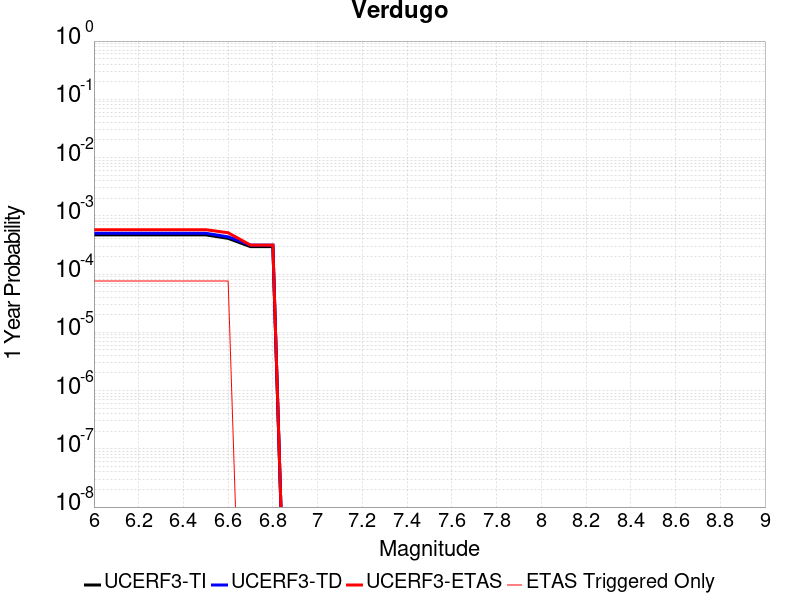 Verdugo
10^0
10^-1
10^-2
10^-3
10^-4
10^-5
10^-6
10^-7
10^-8
1 Year Probability
6 6.2 6.4 6.6 6.8 7 7.2 7.4 7.6 7.8 8 8.2 8.4 8.6 8.8 9
Magnitude
UCERF3-TI UCERF3-TD UCERF3-ETAS ETAS Triggered Only